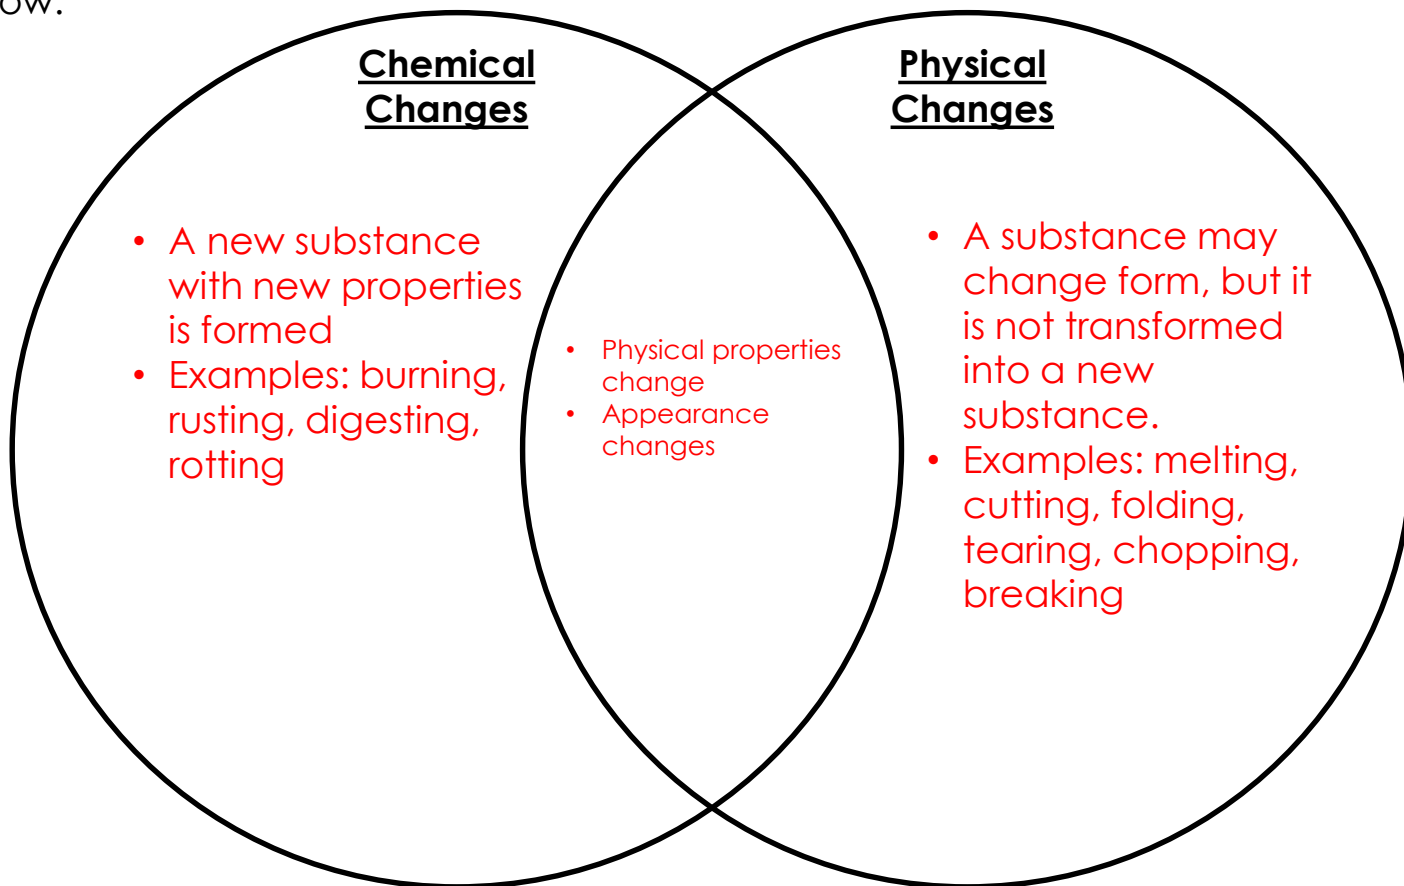 Chemical
Changes
• A new substance
with new properties
is formed
• Examples: burning,
rusting, digesting,
rotting
• Physical properties
change
• Appearance
changes
Physical
Changes
• A substance may
change form, but it
is not transformed
into a new
substance.
• Examples: melting,
cutting, folding,
tearing, chopping,
breaking